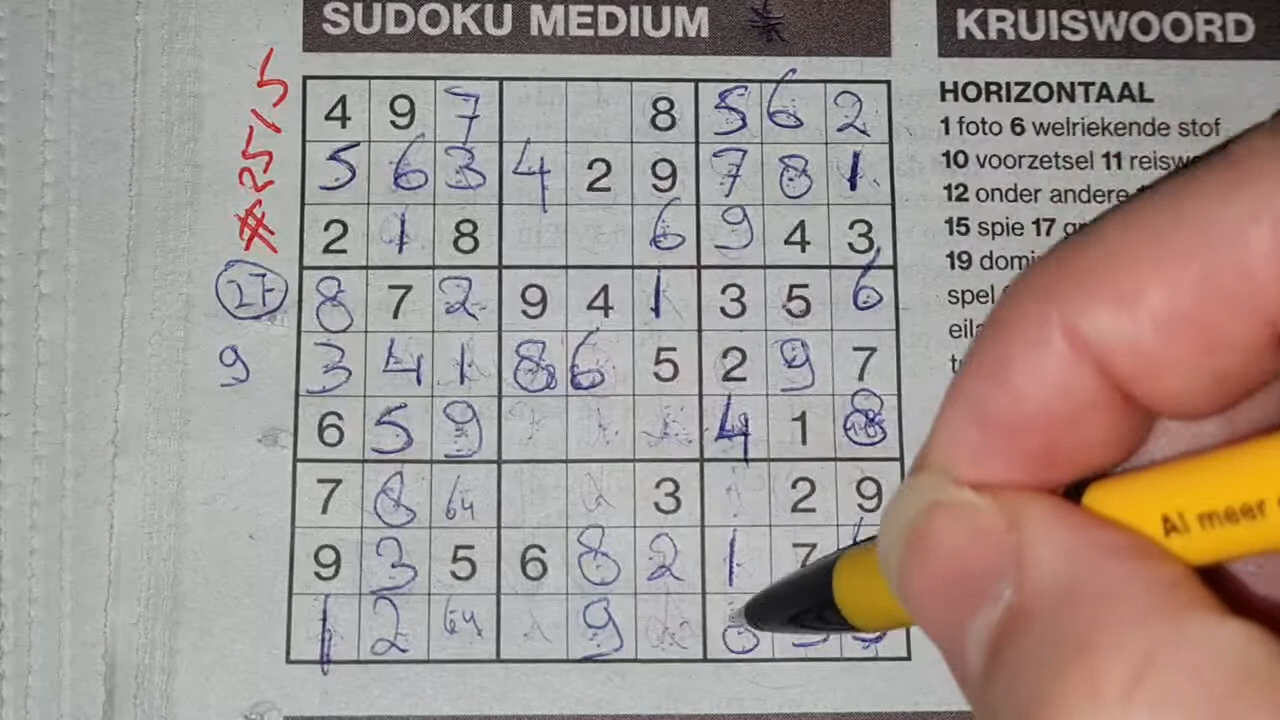 SUDOKU MEDIUM *
KRUISWOORD
#2515
HORIZONTAAL
1 foto 6 welriekende stof
10 voorzetsel 11
12 onder andere
15 spie 17
19
spel
4 9 7 8 5 6 2
5 6 3 4 2 9 7 8 1
2 1 8 6 9 4 3
27 8 7 2 9 4 1 3 5 6
9 3 4 1 8 6 5 2 9 7
6 5 9 4 1 8
7 8 64 3 2 9
9 3 5 6 8 2 1 7
1 2 64 9
Al meer